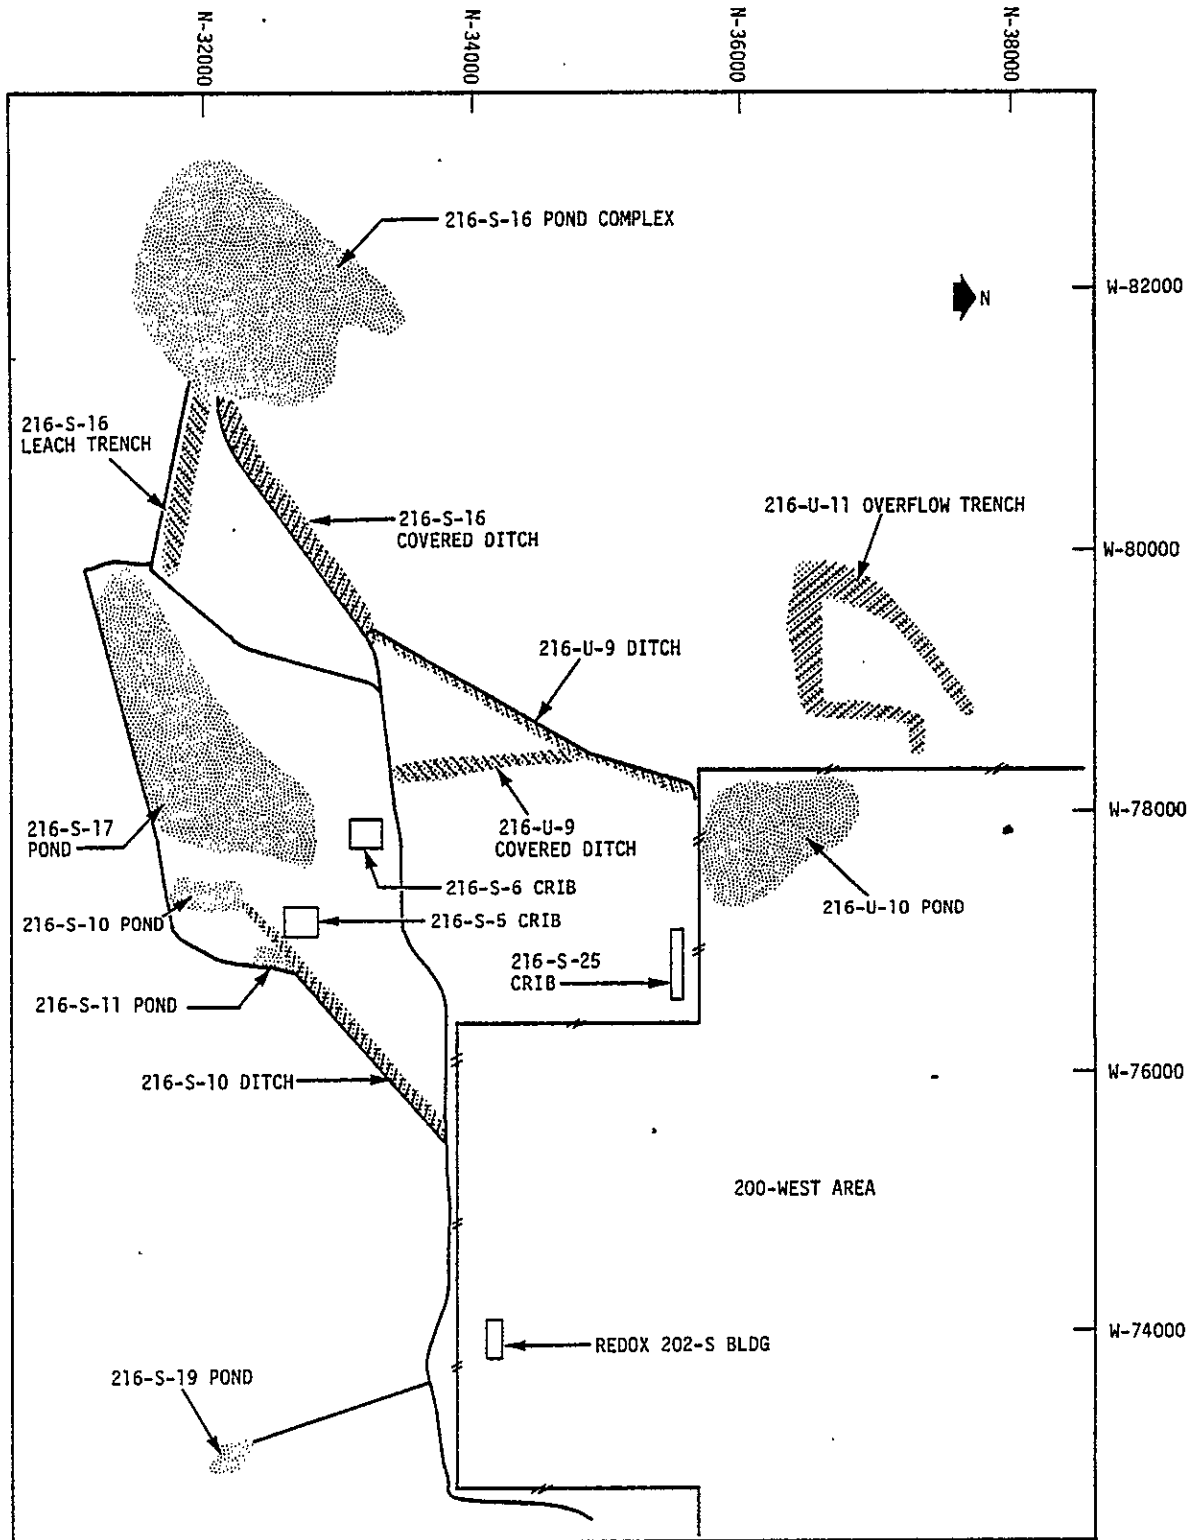 N-32000
N-34000
N-36000
N-38000
216-S-16 POND COMPLEX
W-82000
N
216-S-16
LEACH TRENCH
216-S-16
COVERED DITCH
216-U-11 OVERFLOW TRENCH
W-80000
216-U-9 DITCH
216-S-17
POND
216-U-9
COVERED DITCH
W-78000
216-S-6 CRIB
216-U-10 POND
216-S-10 POND
216-S-5 CRIB
216-S-25
CRIB
216-S-11 POND
216-S-10 DITCH
W-76000
200-WEST AREA
W-74000
REDOX 202-S BLDG
216-S-19 POND